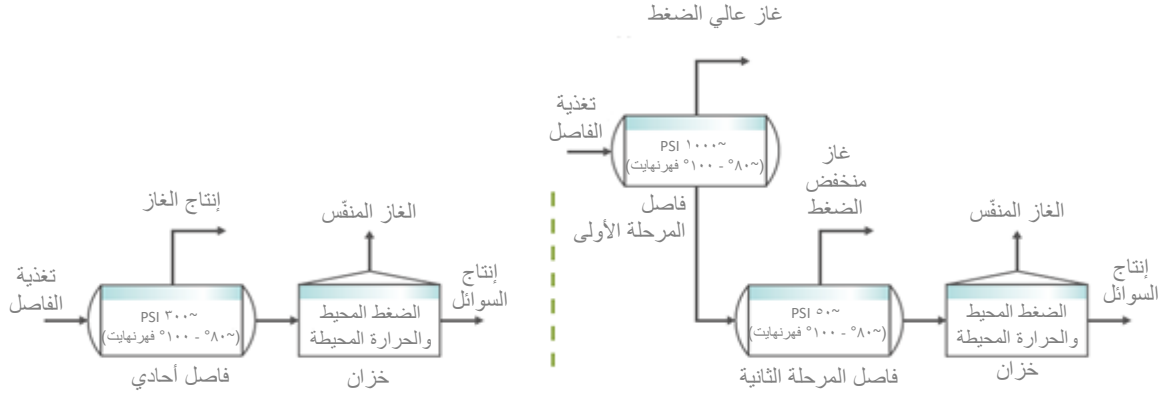 غاز عالي الضغط
تغذية
الفاصل
~١٠٠٠ PSI
(~٨٠° - ١٠٠° فهرنهايت)
فاصل
المرحلة الأولى
غاز
منخفض
الضغط
~٥٠ PSI
(~٨٠° - ١٠٠° فهرنهايت)
فاصل المرحلة الثانية
الغاز المنفّس
الضغط المحيط
والحرارة المحيطة
خزان
إنتاج
السوائل
تغذية
الفاصل
إنتاج الغاز
~٣٠٠ PSI
(~٨٠° - ١٠٠° فهرنهايت)
فاصل أحادي
الغاز المنفّس
الضغط المحيط
والحرارة المحيطة
خزان
إنتاج
السوائل